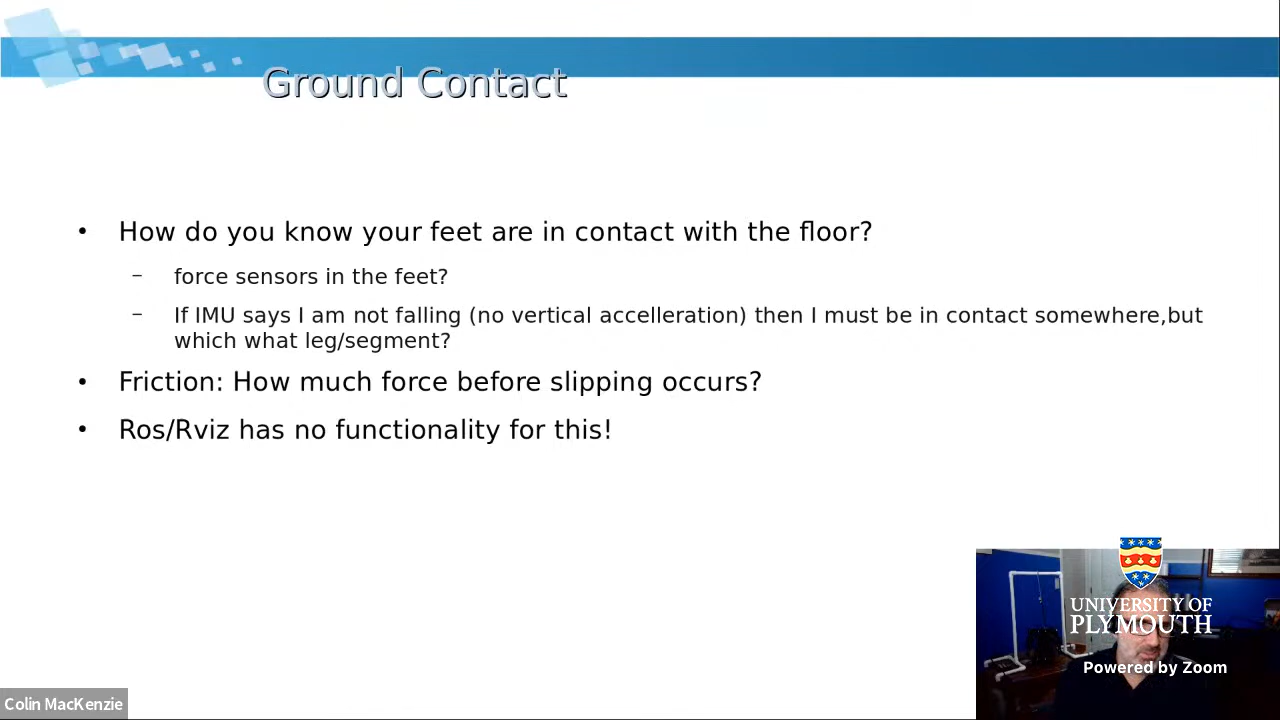 Ground Contact
• How do you know your feet are in contact with the floor?
– force sensors in the feet?
– If IMU says I am not falling (no vertical accelleration) then I must be in contact somewhere,but
which what leg/segment?
• Friction: How much force before slipping occurs?
• Ros/Rviz has no functionality for this!
UNIVERSITY OF
PLYMOUTH
Powered by Zoom
Colin MacKenzie